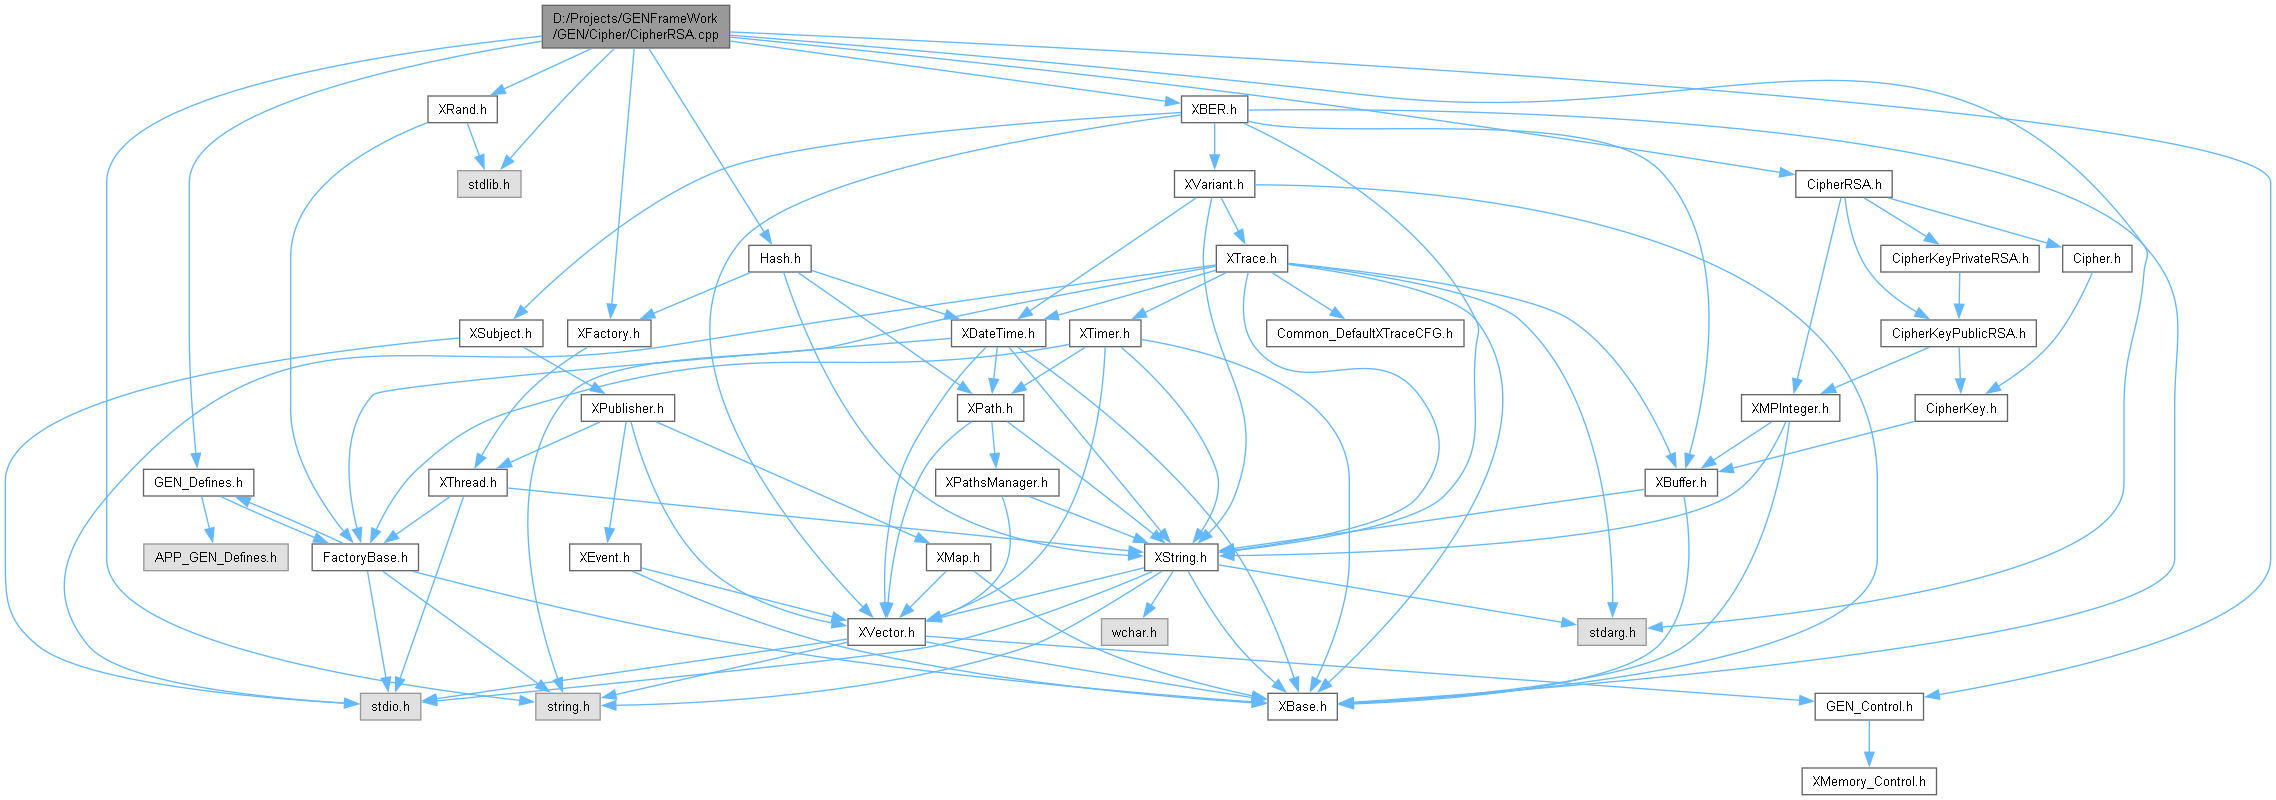 D:/Projects/GENFrameWork
/GEN/Cipher/CipherRSA.cpp
XRand.h
XBER.h
stdlib.h
XVariant.h
CipherRSA.h
Hash.h
XTrace.h
CipherKeyPrivateRSA.h
Cipher.h
XSubject.h
XFactory.h
XDateTime.h
XTimer.h
Common_DefaultXTraceCFG.h
CipherKeyPublicRSA.h
XPublisher.h
XPath.h
XMPInteger.h
CipherKey.h
GEN_Defines.h
XThread.h
XPathsManager.h
XBuffer.h
APP_GEN_Defines.h
FactoryBase.h
XEvent.h
XMap.h
XString.h
XVector.h
wchar.h
stdarg.h
stdio.h
string.h
XBase.h
GEN_Control.h
XMemory_Control.h